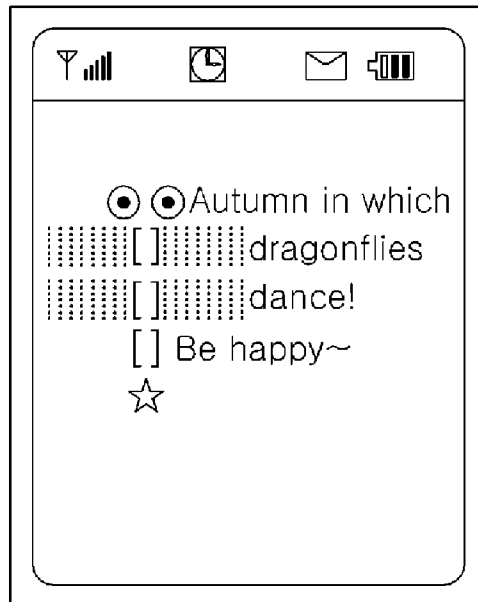 ◉ ◉Autumn in which
░░░[ ]░░░dragonflies
░░░[ ]░░░dance!
[ ] Be happy~
☆